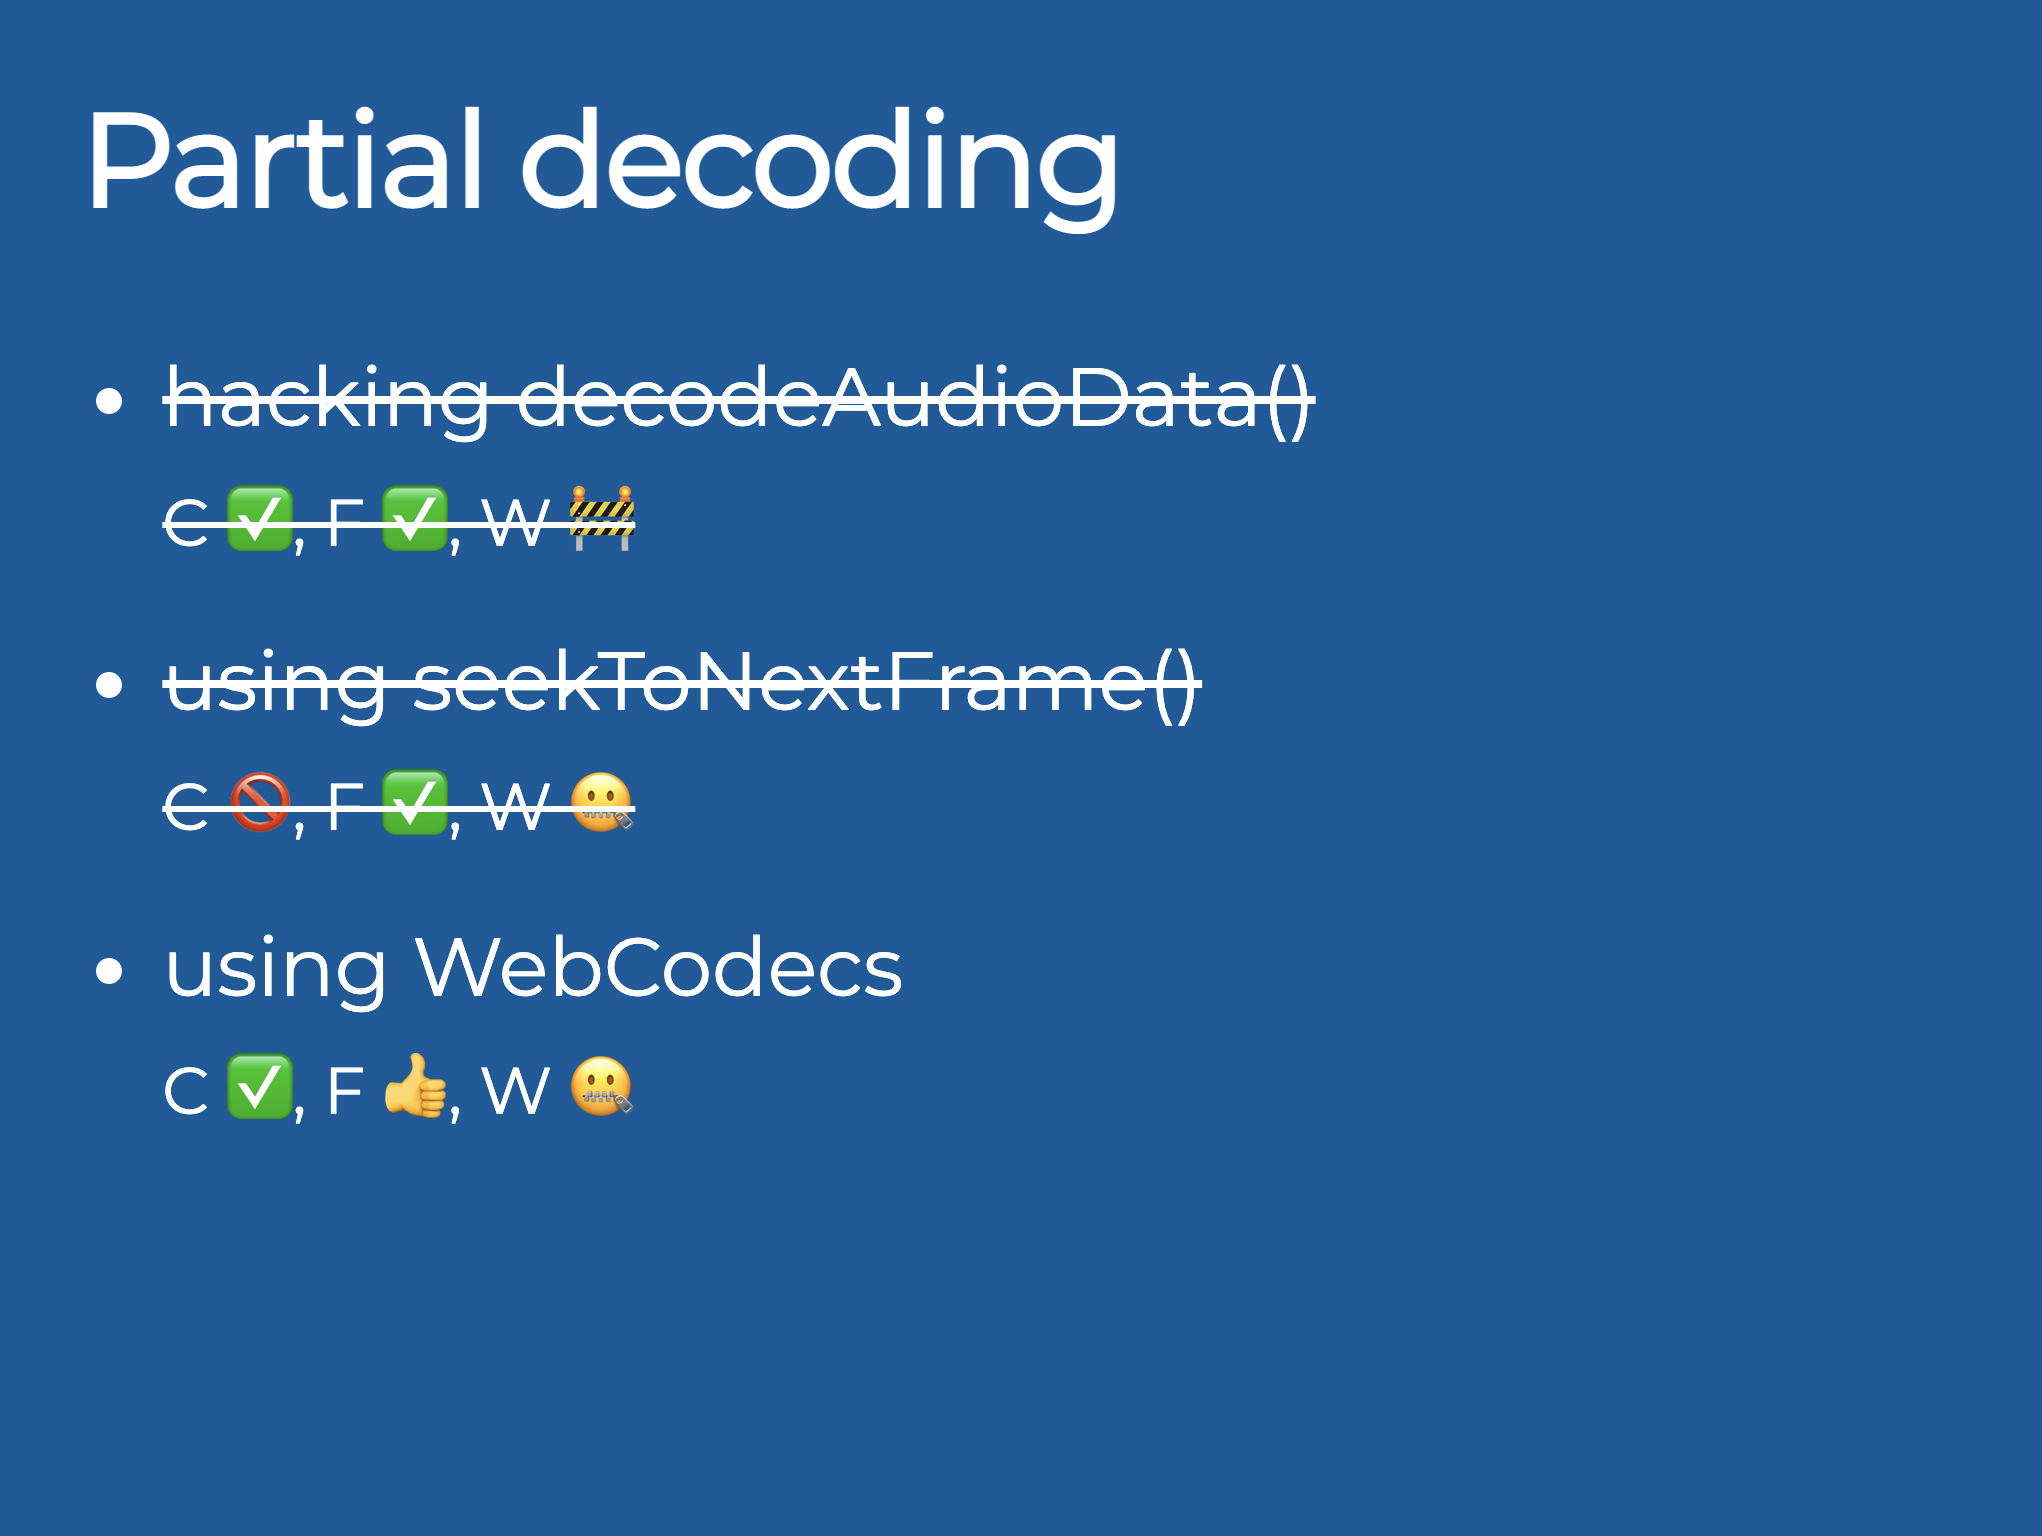 Partial decoding
• hacking decodeAudioData()
C ✅, F ✅, W 🚧
• using seekToNextFrame()
C 🚫, F ✅, W 🤐
• using WebCodecs
C ✅, F 👍, W 🤐